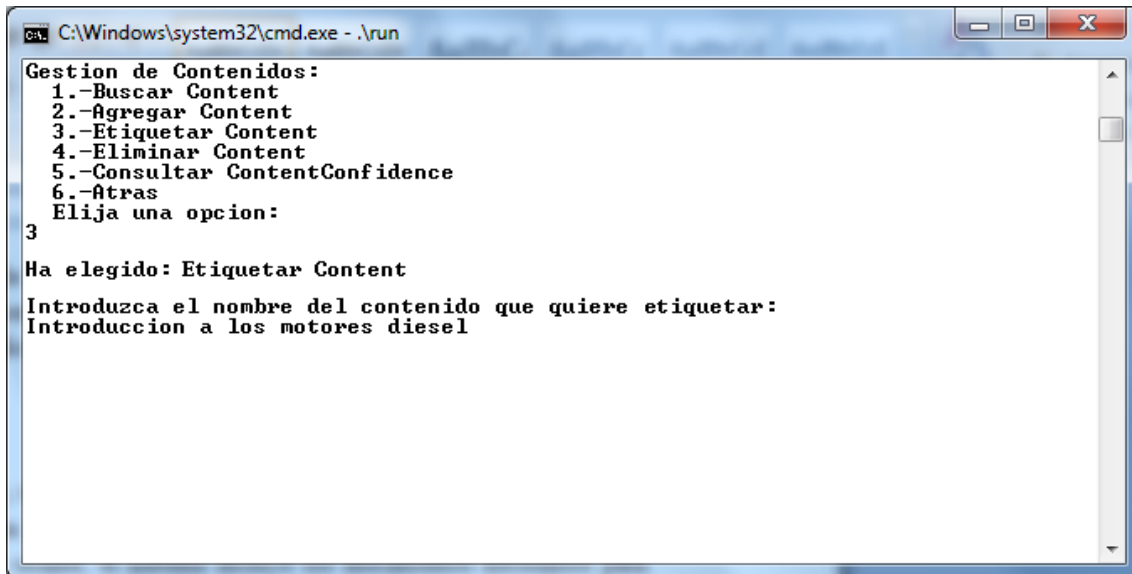 C:\Windows\system32\cmd.exe - .\run
Gestion de Contenidos:
1.-Buscar Content
2.-Agregar Content
3.-Etiquetar Content
4.-Eliminar Content
5.-Consultar ContentConfidence
6.-Atras
Elija una opcion:
3
Ha elegido: Etiquetar Content
Introduzca el nombre del contenido que quiere etiquetar:
Introduccion a los motores diesel